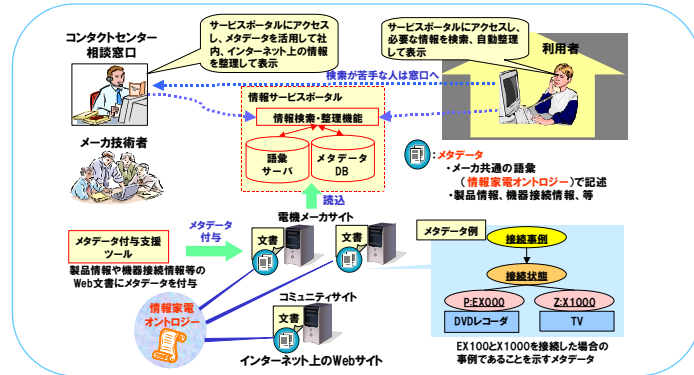 コンタクトセンター
相談窓口
サービスポータルにアクセス
し、メタデータを活用して社
内、インターネット上の情報
を整理して表示
サービスポータルにアクセスし、
必要な情報を検索、自動整理
して表示
利用者
検索が苦手な人は窓口へ
情報サービスポータル
情報検索・整理機能
語彙
サーバ
メタデータ
DB
メーカ技術者
:メタデータ
・メーカ共通の語彙
(情報家電オントロジー)で記述
・製品情報、機器接続情報、等
読込
電機メーカサイト
メタデータ
付与
文書
文書
メタデータ付与支援
ツール
製品情報や機器接続情報等の
Web文書にメタデータを付与
メタデータ例
接続事例
接続状態
P:EX000
Z:X1000
DVDレコーダ
TV
EX100とX1000を接続した場合の
事例であることを示すメタデータ
情報家電
オントロジー
コミュニティサイト
文書
インターネット上のWebサイト